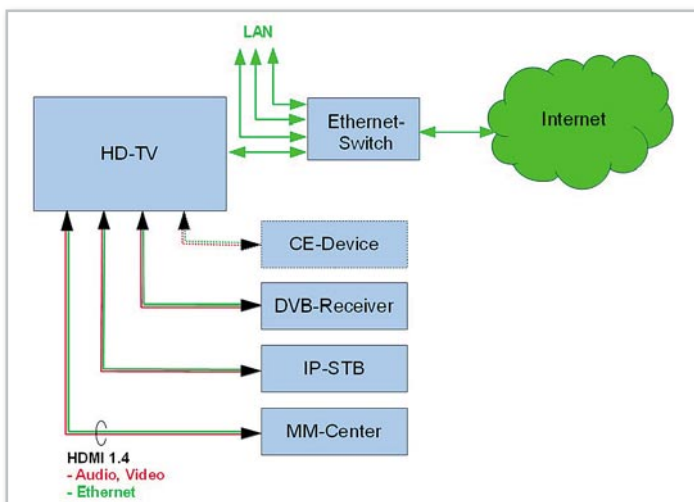 LAN
HD-TV
Ethernet-
Switch
Internet
CE-Device
DVB-Receiver
IP-STB
MM-Center
HDMI 1.4
- Audio, Video
- Ethernet